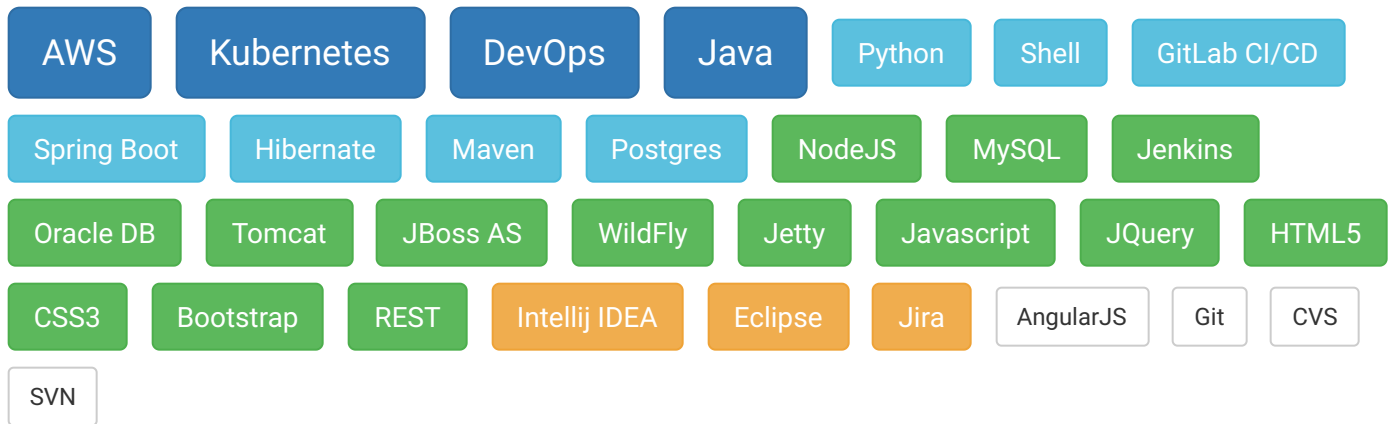 AWS Kubernetes DevOps Java Python Shell GitLab CI/CD
Spring Boot Hibernate Maven Postgres NodeJS MySQL Jenkins
Oracle DB Tomcat JBoss AS WildFly Jetty Javascript JQuery HTML5
CSS3 Bootstrap REST Intellij IDEA Eclipse Jira AngularJS Git CVS
SVN